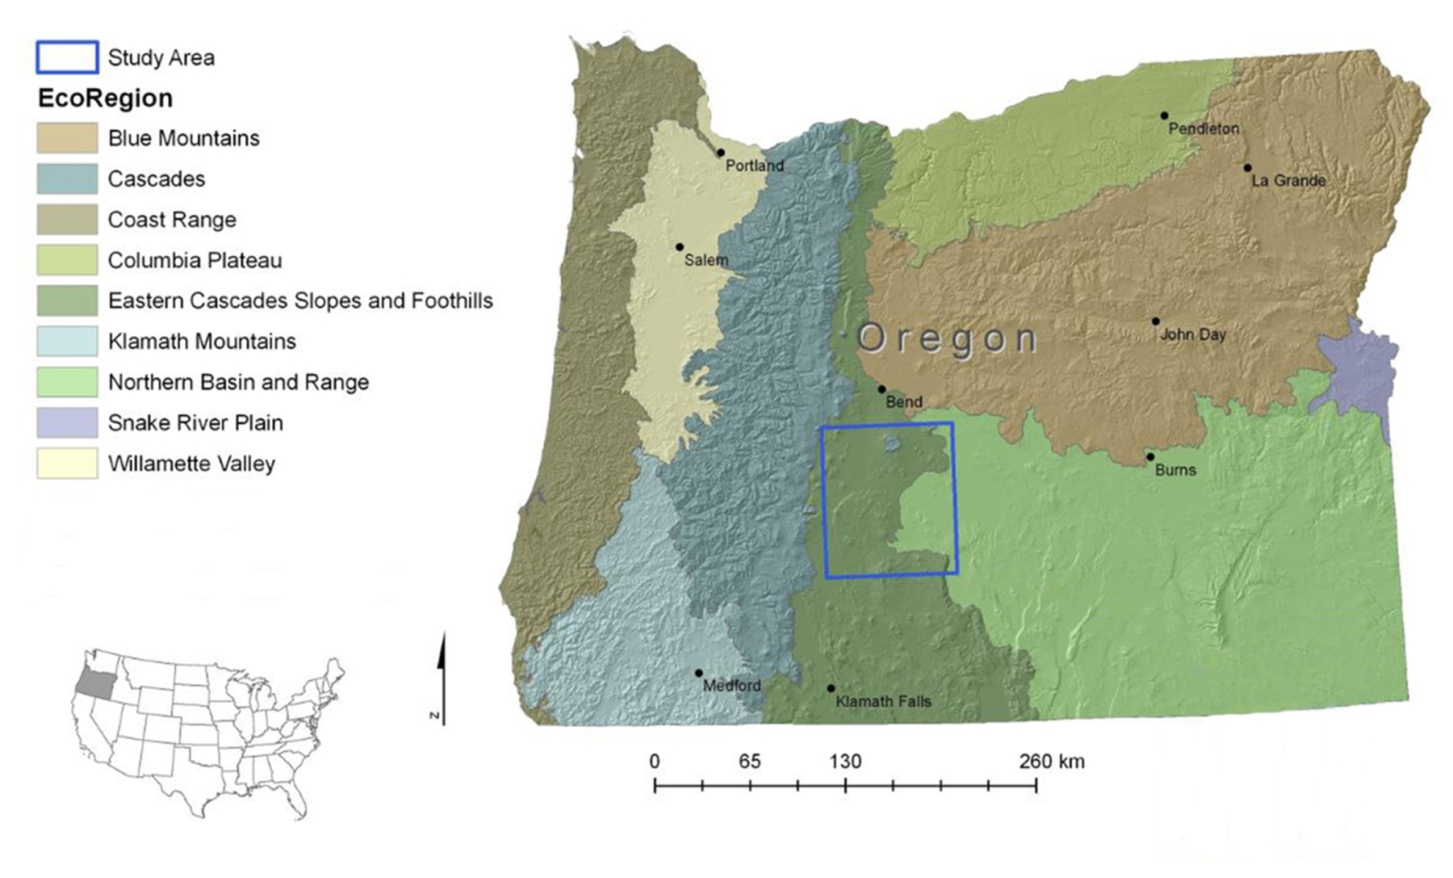 Study Area
EcoRegion
Blue Mountains
Cascades
Coast Range
Columbia Plateau
Eastern Cascades Slopes and Foothills
Klamath Mountains
Northern Basin and Range
Snake River Plain
Willamette Valley
Pendleton
Portland
La Grande
Salem
Oregon
John Day
Bend
Burns
Medford
Klamath Falls
N
0 65 130 260 km